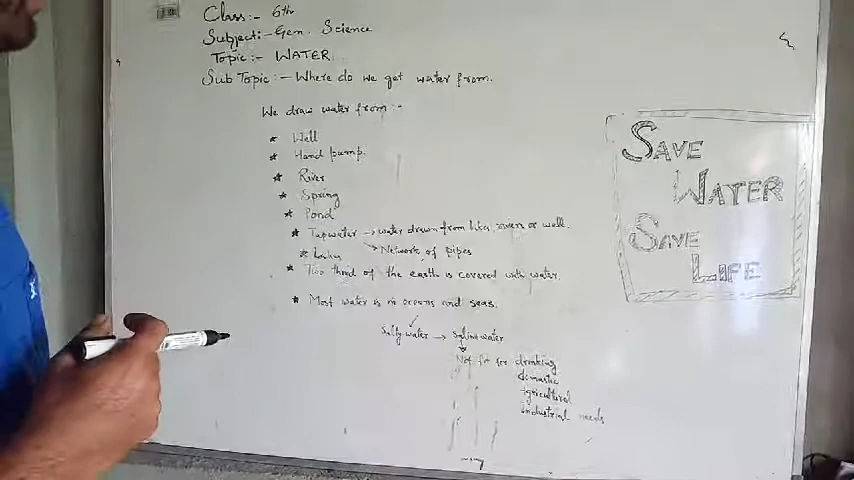 Class:- 6th
Subject:- Gen. Science
Topic:- WATER
Sub Topic:- Where do we get water from.
We draw water from:-
* Well
* Hand pump.
* River
* Spring
* Pond
* Tapwater → water drawn from lake, rivers or well.
→ Network of pipes
* Lakes
* Two third of the earth is covered with water.
* Most water is in oceans and seas.
Salty water → Saline water
Not fit for drinking
domestic
agricultural
industrial needs
SAVE
WATER
SAVE
LIFE